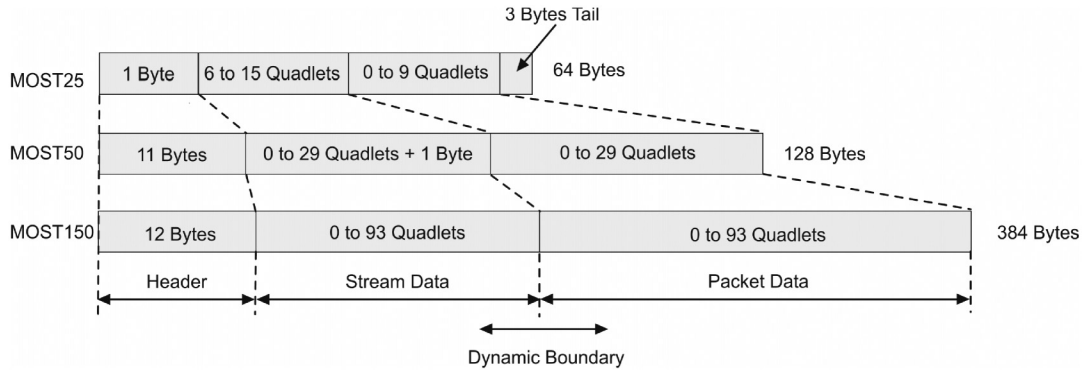 3 Bytes Tail
MOST25 1 Byte 6 to 15 Quadlets 0 to 9 Quadlets 64 Bytes
MOST50 11 Bytes 0 to 29 Quadlets + 1 Byte 0 to 29 Quadlets 128 Bytes
MOST150 12 Bytes 0 to 93 Quadlets 0 to 93 Quadlets 384 Bytes
Header Stream Data Packet Data
Dynamic Boundary